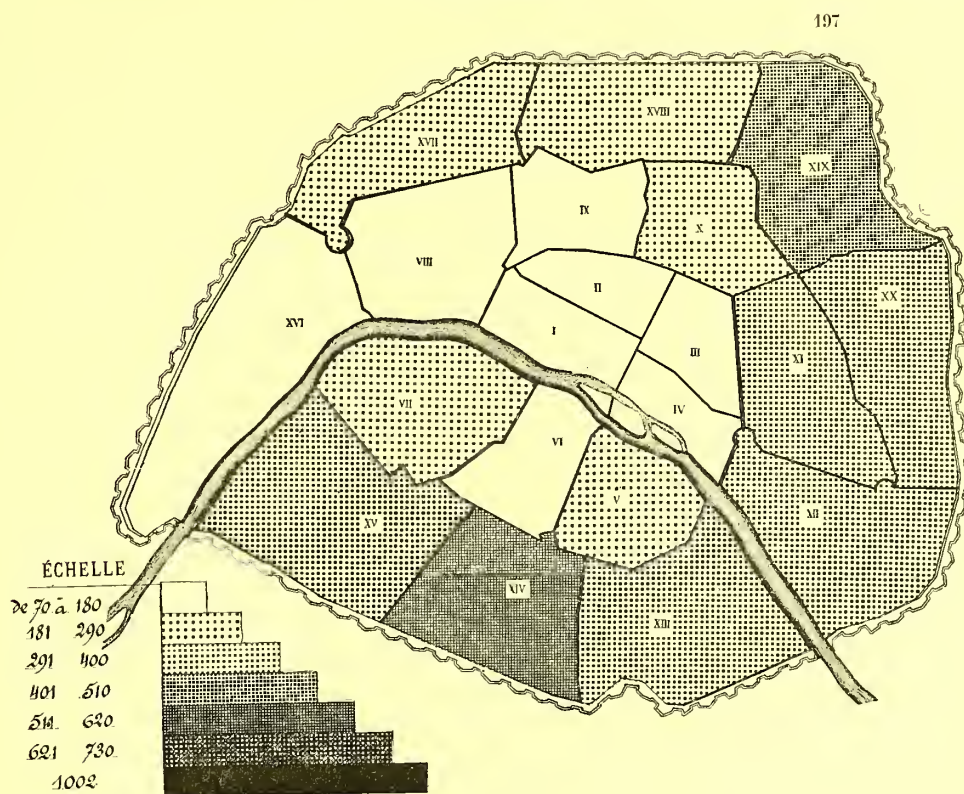 197
XVII
XVIII
XIX
IX
X
VIII
II
XX
XVI
I
III
XI
VII
IV
VI
V
XV
XII
XIV
XIII
ÉCHELLE
de 70 à 180
181 290
291 400
401 510
511 620
621 730
1002